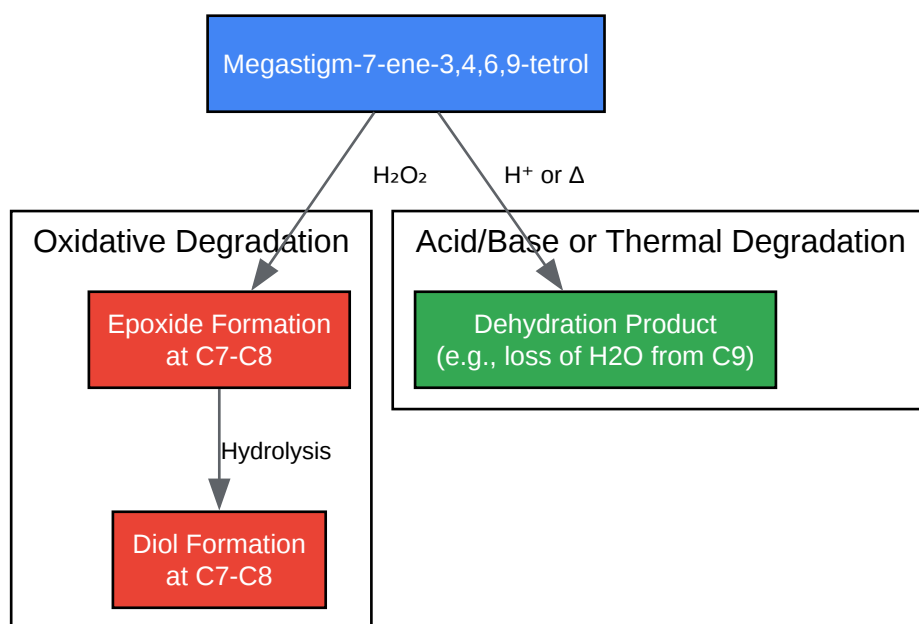 Megastigm-7-ene-3,4,6,9-tetrol
H₂O₂
H⁺ or Δ
Oxidative Degradation
Acid/Base or Thermal Degradation
Epoxide Formation
at C7-C8
Dehydration Product
(e.g., loss of H2O from C9)
Hydrolysis
Diol Formation
at C7-C8